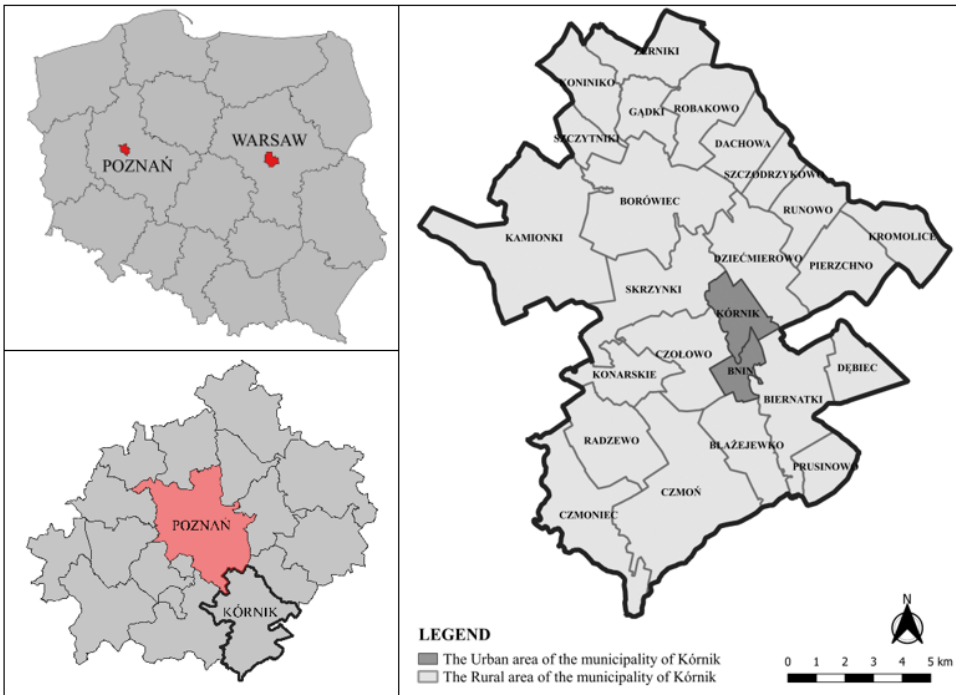 WARSAW
POZNAŃ
POZNAŃ
KÓRNIK
ŻERNIKI
KONINIKO
GĄDKI
ROBAKOWO
SZCZYTNIKI
DACHOWA
SZCZODRZYKOWO
BORÓWIEC
RUNOWO
KAMIONKI
KROMOLICE
DZIEĆMIEROWO
PIERZCHNO
SKRZYNKI
KÓRNIK
CZOŁOWO
BNIN
DĘBIEC
KONARSKIE
BIERNATKI
RADZEWO
BŁAŻEJEWKO
PRUSINOWO
CZMOŃ
CZMONIEC
N
LEGEND
The Urban area of the municipality of Kórnik
The Rural area of the municipality of Kórnik
0 1 2 3 4 5 km